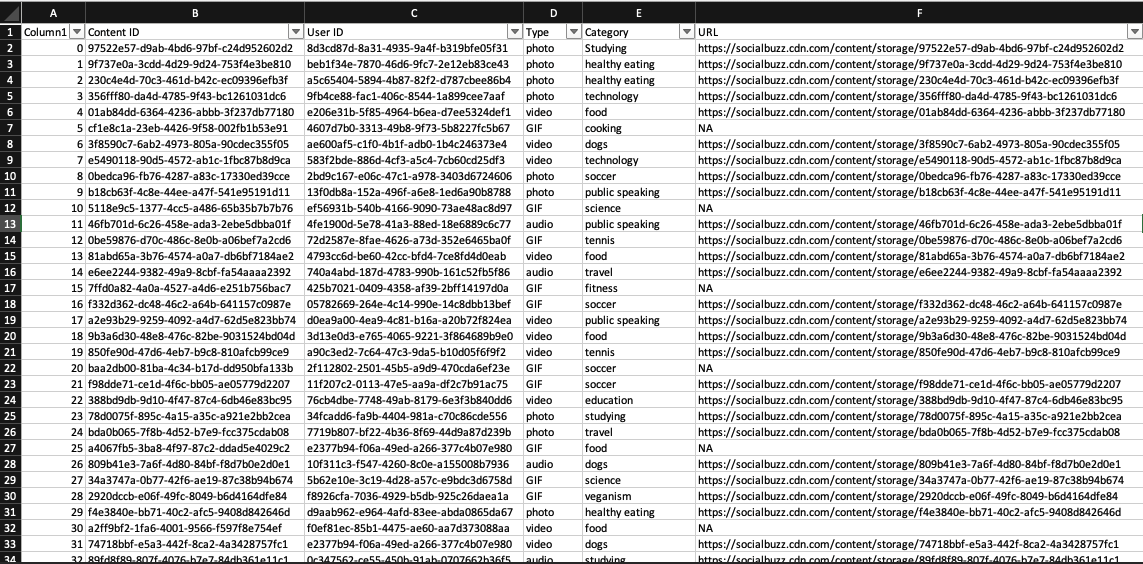 A B C D E F
1 Column1 Content ID User ID Type Category URL
2 0 97522e57-d9ab-4bd6-97bf-c24d952602d2 8d3cd87d-8a31-4935-9a4f-b319bfe05f31 photo Studying https://socialbuzz.cdn.com/content/storage/97522e57-d9ab-4bd6-97bf-c24d952602d2
3 1 9f737e0a-3cdd-4d29-9d24-753f4e3be810 beb1f34e-7870-46d6-9fc7-2e12eb83ce43 photo healthy eating https://socialbuzz.cdn.com/content/storage/9f737e0a-3cdd-4d29-9d24-753f4e3be810
4 2 230c4e4d-70c3-461d-b42c-ec09396efb3f a5c65404-5894-4b87-82f2-d787cbee86b4 photo healthy eating https://socialbuzz.cdn.com/content/storage/230c4e4d-70c3-461d-b42c-ec09396efb3f
5 3 356fff80-da4d-4785-9f43-bc1261031dc6 9fb4ce88-fac1-406c-8544-1a899cee7aaf photo technology https://socialbuzz.cdn.com/content/storage/356fff80-da4d-4785-9f43-bc1261031dc6
6 4 01ab84dd-6364-4236-abbb-3f237db77180 e206e31b-5f85-4964-b6ea-d7ee5324def1 video food https://socialbuzz.cdn.com/content/storage/01ab84dd-6364-4236-abbb-3f237db77180
7 5 cf1e8c1a-23eb-4426-9f58-002fb1b53e91 4607d7b0-3313-49b8-9f73-5b8227fc5b67 GIF cooking NA
8 6 3f8590c7-6ab2-4973-805a-90cdec355f05 ae600af5-c1f0-4b1f-adb0-1b4c246373e4 video dogs https://socialbuzz.cdn.com/content/storage/3f8590c7-6ab2-4973-805a-90cdec355f05
9 7 e5490118-90d5-4572-ab1c-1fbc87b8d9ca 583f2bde-886d-4cf3-a5c4-7cb60cd25df3 video technology https://socialbuzz.cdn.com/content/storage/e5490118-90d5-4572-ab1c-1fbc87b8d9ca
10 8 0bedca96-fb76-4287-a83c-17330ed39cce 2bd9c167-e06c-47c1-a978-3403d6724606 photo soccer https://socialbuzz.cdn.com/content/storage/0bedca96-fb76-4287-a83c-17330ed39cce
11 9 b18cb63f-4c8e-44ee-a47f-541e95191d11 13f0db8a-152a-496f-a6e8-1ed6a90b8788 photo public speaking https://socialbuzz.cdn.com/content/storage/b18cb63f-4c8e-44ee-a47f-541e95191d11
12 10 5118e9c5-1377-4cc5-a486-65b35b7b7b76 ef56931b-540b-4166-9090-73ae48ac8d97 GIF science NA
13 11 46fb701d-6c26-458e-ada3-2ebe5dbba01f 4fe1900d-5e78-41a3-88ed-18e6889c6c77 audio public speaking https://socialbuzz.cdn.com/content/storage/46fb701d-6c26-458e-ada3-2ebe5dbba01f
14 12 0be59876-d70c-486c-8e0b-a06bef7a2cd6 72d2587e-8fae-4626-a73d-352e6465ba0f GIF tennis https://socialbuzz.cdn.com/content/storage/0be59876-d70c-486c-8e0b-a06bef7a2cd6
15 13 81abd65a-3b76-4574-a0a7-db6bf7184ae2 4793cc6d-be60-42cc-bfd4-7ce8fd4d0eab video food https://socialbuzz.cdn.com/content/storage/81abd65a-3b76-4574-a0a7-db6bf7184ae2
16 14 e6ee2244-9382-49a9-8cbf-fa54aaaa2392 740a4abd-187d-4783-990b-161c52fb5f86 audio travel https://socialbuzz.cdn.com/content/storage/e6ee2244-9382-49a9-8cbf-fa54aaaa2392
17 15 7ffd0a82-4a0a-4527-a4d6-e251b756bac7 425b7021-0409-4358-af39-2bff14197d0a GIF fitness NA
18 16 f332d362-dc48-46c2-a64b-641157c0987e 05782669-264e-4c14-990e-14c8dbb13bef GIF soccer https://socialbuzz.cdn.com/content/storage/f332d362-dc48-46c2-a64b-641157c0987e
19 17 a2e93b29-9259-4092-a4d7-62d5e823bb74 d0ea9a00-4ea9-4c81-b16a-a20b72f824ea video public speaking https://socialbuzz.cdn.com/content/storage/a2e93b29-9259-4092-a4d7-62d5e823bb74
20 18 9b3a6d30-48e8-476c-82be-9031524bd04d 3d13e0d3-e765-4065-9221-3f864689b9e0 video food https://socialbuzz.cdn.com/content/storage/9b3a6d30-48e8-476c-82be-9031524bd04d
21 19 850fe90d-47d6-4eb7-b9c8-810afcb99ce9 a90c3ed2-7c64-47c3-9da5-b10d05f6f9f2 video tennis https://socialbuzz.cdn.com/content/storage/850fe90d-47d6-4eb7-b9c8-810afcb99ce9
22 20 baa2db00-81ba-4c34-b17d-dd950bfa133b 2f112802-2501-45b5-a9d9-470cda6ef23e GIF soccer NA
23 21 f98dde71-ce1d-4f6c-bb05-ae05779d2207 11f207c2-0113-47e5-aa9a-df2c7b91ac75 GIF soccer https://socialbuzz.cdn.com/content/storage/f98dde71-ce1d-4f6c-bb05-ae05779d2207
24 22 388bd9db-9d10-4f47-87c4-6db46e83bc95 76cb4dbe-7748-49ab-8179-6e3f3b840dd6 video education https://socialbuzz.cdn.com/content/storage/388bd9db-9d10-4f47-87c4-6db46e83bc95
25 23 78d0075f-895c-4a15-a35c-a921e2bb2cea 34fcadd6-fa9b-4404-981a-c70c86cde556 photo studying https://socialbuzz.cdn.com/content/storage/78d0075f-895c-4a15-a35c-a921e2bb2cea
26 24 bda0b065-7f8b-4d52-b7e9-fcc375cdab08 7719b807-bf22-4b36-8f69-44d9a87d239b photo travel https://socialbuzz.cdn.com/content/storage/bda0b065-7f8b-4d52-b7e9-fcc375cdab08
27 25 a4067fb5-3ba8-4f97-87c2-ddad5e4029c2 e2377b94-f06a-49ed-a266-377c4b07e980 GIF food NA
28 26 809b41e3-7a6f-4d80-84bf-f8d7b0e2d0e1 10f311c3-f547-4260-8c0e-a155008b7936 audio dogs https://socialbuzz.cdn.com/content/storage/809b41e3-7a6f-4d80-84bf-f8d7b0e2d0e1
29 27 34a3747a-0b77-42f6-ae19-87c38b94b674 5b62e10e-3c19-4d28-a57c-e9bdc3d6758d GIF science https://socialbuzz.cdn.com/content/storage/34a3747a-0b77-42f6-ae19-87c38b94b674
30 28 2920dccb-e06f-49fc-8049-b6d4164dfe84 f8926cfa-7036-4929-b5db-925c26daea1a GIF veganism https://socialbuzz.cdn.com/content/storage/2920dccb-e06f-49fc-8049-b6d4164dfe84
31 29 f4e3840e-bb71-40c2-afc5-9408d842646d d9aab962-e964-4afd-83ee-abda0865da67 photo healthy eating https://socialbuzz.cdn.com/content/storage/f4e3840e-bb71-40c2-afc5-9408d842646d
32 30 a2ff9bf2-1fa6-4001-9566-f597f8e754ef f0ef81ec-85b1-4475-ae60-aa7d373088aa video food NA
33 31 74718bbf-e5a3-442f-8ca2-4a3428757fc1 e2377b94-f06a-49ed-a266-377c4b07e980 video dogs https://socialbuzz.cdn.com/content/storage/74718bbf-e5a3-442f-8ca2-4a3428757fc1
34 32 89fd8f89-807f-4076-b7e7-84db361e11c1 0c347562-ce55-450b-91ab-0707662b36f5 audio studying https://socialbuzz.cdn.com/content/storage/89fd8f89-807f-4076-b7e7-84db361e11c1